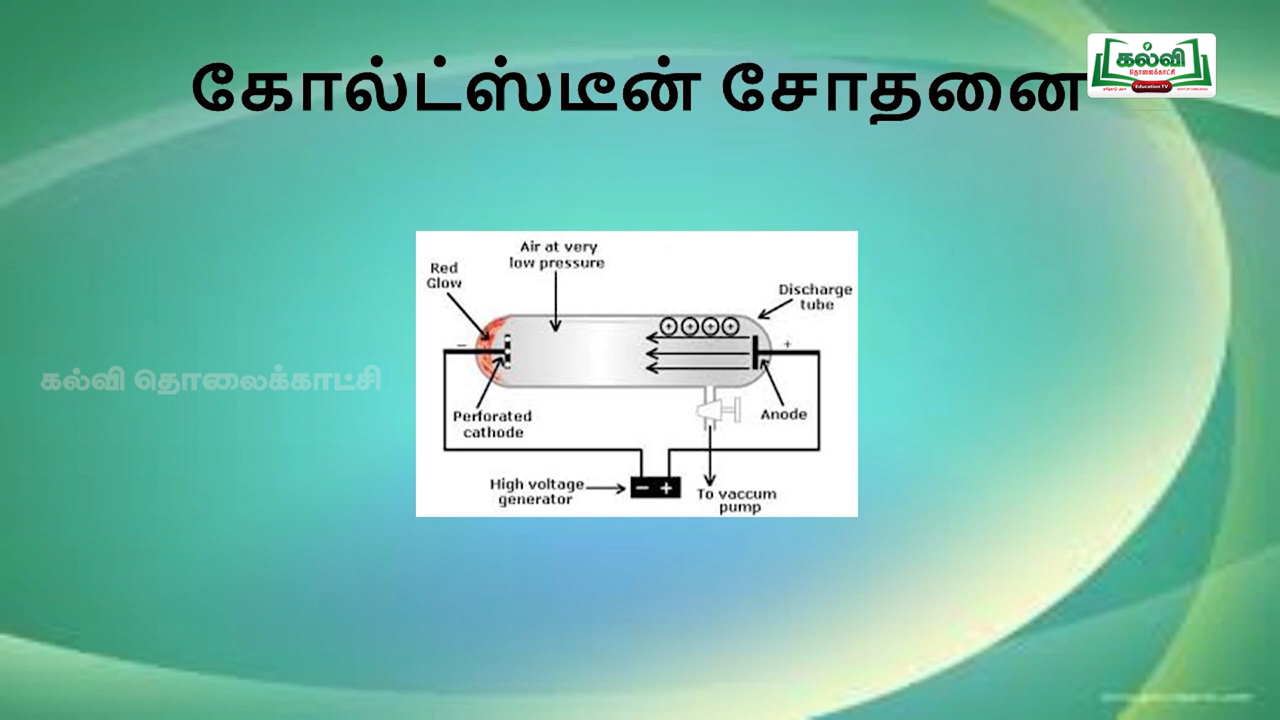 கோல்ட்ஸ்டீன் சோதனை
கல்வி
தொலைக்காட்சி
Education TV
Air at very
low pressure
Red
Glow
Discharge
tube
−
+
கல்வி தொலைக்காட்சி
Perforated
cathode
Anode
High voltage
generator
− +
To vaccum
pump